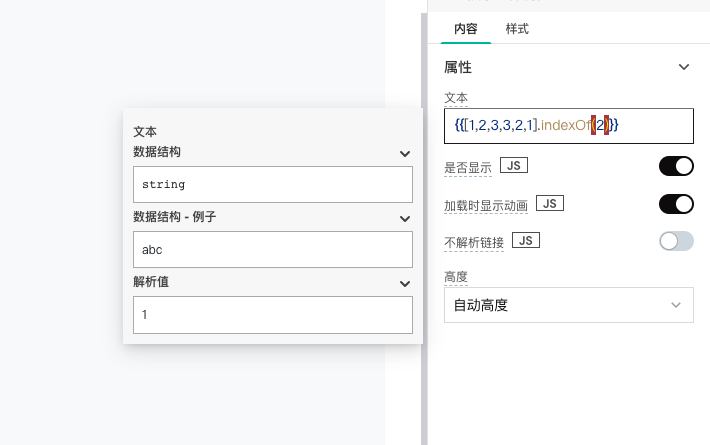 内容 样式
属性
文本
{{[1,2,3,3,2,1].indexOf(2)}}
是否显示 JS
加载时显示动画 JS
不解析链接 JS
高度
自动高度
文本
数据结构
string
数据结构 - 例子
abc
解析值
1